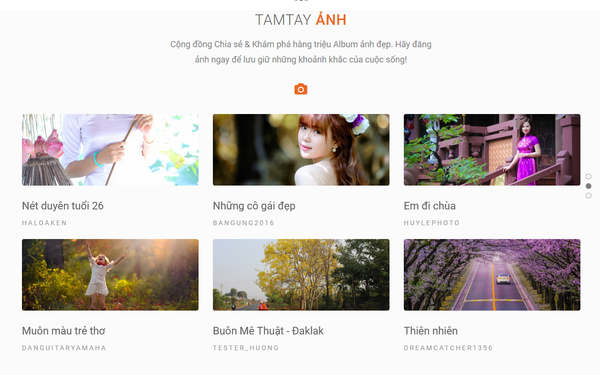 TAMTAY ẢNH
Cộng đồng Chia sẻ & Khám phá hàng triệu Album ảnh đẹp. Hãy đăng
ảnh ngay để lưu giữ những khoảnh khắc của cuộc sống!
Nét duyên tuổi 26
HALOAKEN
Những cô gái đẹp
BANGUNG2016
Em đi chùa
HUYLEPHOTO
Muôn màu trẻ thơ
DANGUITARYAMAHA
Buôn Mê Thuật - Đaklak
TESTER_HUONG
Thiên nhiên
DREAMCATCHER1356